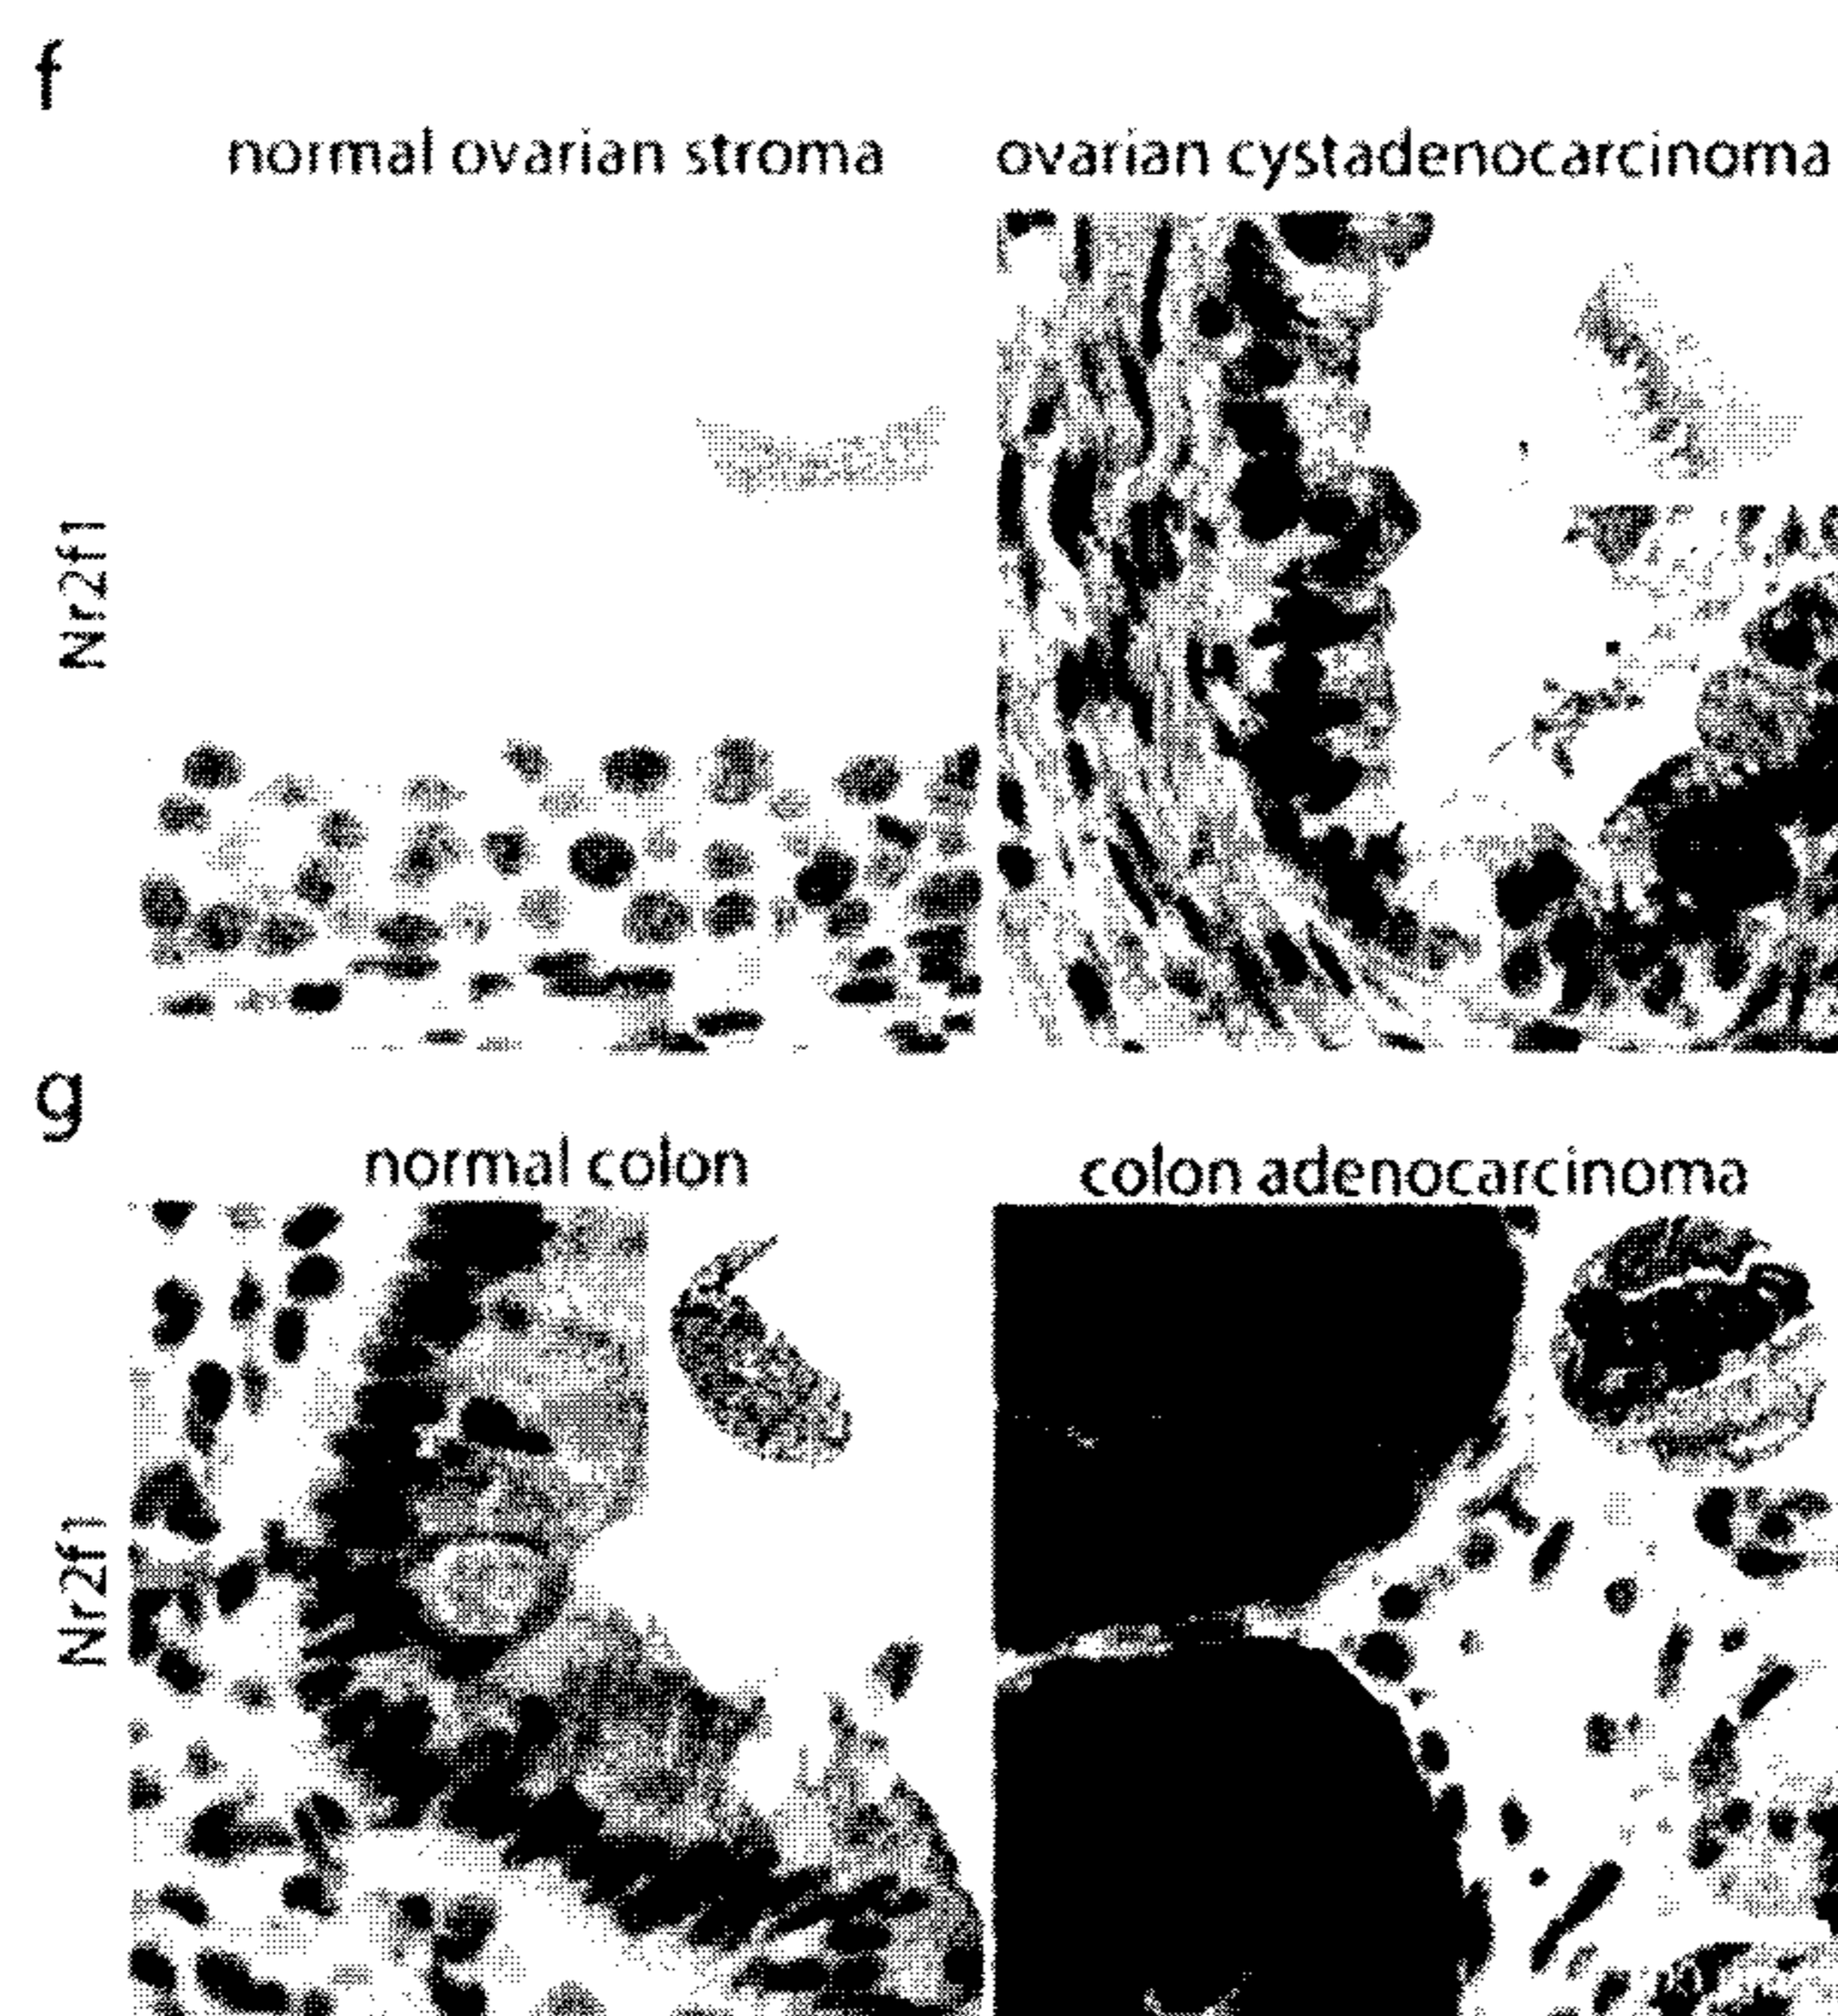 f
normal ovarian stroma
ovarian cystadenocarcinoma
Nr2f1
g
normal colon
colon adenocarcinoma
Nr2f1